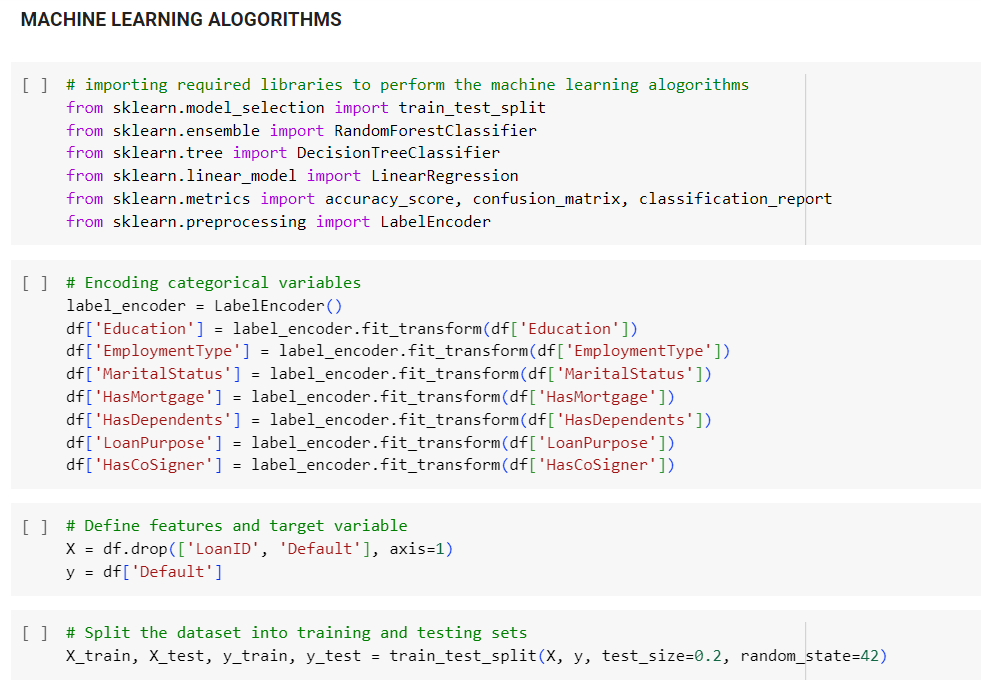 MACHINE LEARNING ALOGORITHMS
[ ] # importing required libraries to perform the machine learning alogorithms
from sklearn.model_selection import train_test_split
from sklearn.ensemble import RandomForestClassifier
from sklearn.tree import DecisionTreeClassifier
from sklearn.linear_model import LinearRegression
from sklearn.metrics import accuracy_score, confusion_matrix, classification_report
from sklearn.preprocessing import LabelEncoder
[ ] # Encoding categorical variables
label_encoder = LabelEncoder()
df['Education'] = label_encoder.fit_transform(df['Education'])
df['EmploymentType'] = label_encoder.fit_transform(df['EmploymentType'])
df['MaritalStatus'] = label_encoder.fit_transform(df['MaritalStatus'])
df['HasMortgage'] = label_encoder.fit_transform(df['HasMortgage'])
df['HasDependents'] = label_encoder.fit_transform(df['HasDependents'])
df['LoanPurpose'] = label_encoder.fit_transform(df['LoanPurpose'])
df['HasCoSigner'] = label_encoder.fit_transform(df['HasCoSigner'])
[ ] # Define features and target variable
X = df.drop(['LoanID', 'Default'], axis=1)
y = df['Default']
[ ] # Split the dataset into training and testing sets
X_train, X_test, y_train, y_test = train_test_split(X, y, test_size=0.2, random_state=42)